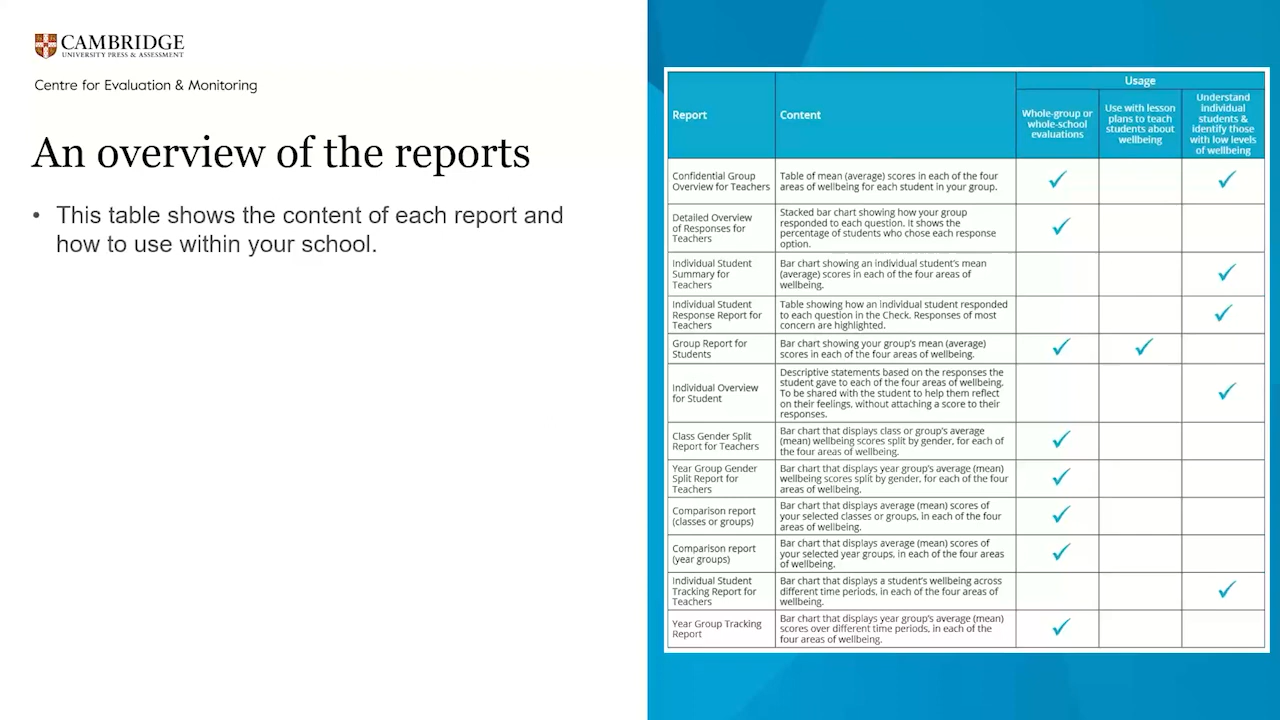 CAMBRIDGE
UNIVERSITY PRESS & ASSESSMENT
Centre for Evaluation & Monitoring
An overview of the reports
• This table shows the content of each report and
how to use within your school.
Usage
Report
Content
Whole-group or
whole-school
evaluations
Use with lesson
plans to teach
students about
wellbeing
Understand
individual
students &
identify those
with low levels
of wellbeing
Confidential Group
Overview for Teachers
Table of mean (average) scores in each of the four
areas of wellbeing for each student in your group.
✓
✓
Detailed Overview
of Responses for
Teachers
Stacked bar chart showing how your group
responded to each question. It shows the
percentage of students who chose each response
option.
✓
Individual Student
Summary for
Teachers
Bar chart showing an individual student's mean
(average) scores in each of the four areas of
wellbeing.
✓
Individual Student
Response Report for
Teachers
Table showing how an individual student responded
to each question in the Check. Responses of most
concern are highlighted.
✓
Group Report for
Students
Bar chart showing your group's mean (average)
scores in each of the four areas of wellbeing.
✓
✓
Individual Overview
for Student
Descriptive statements based on the responses the
student gave to each of the four areas of wellbeing.
To be shared with the student to help them reflect
on their feelings, without attaching a score to their
responses.
✓
Class Gender Split
Report for Teachers
Bar chart that displays class or group's average
(mean) wellbeing scores split by gender, for each of
the four areas of wellbeing.
✓
Year Group Gender
Split Report for
Teachers
Bar chart that displays year group's average (mean)
wellbeing scores split by gender, for each of the four
areas of wellbeing.
✓
Comparison report
(classes or groups)
Bar chart that displays average (mean) scores of
your selected classes or groups, in each of the four
areas of wellbeing.
✓
Comparison report
(year groups)
Bar chart that displays average (mean) scores of
your selected year groups, in each of the four areas
of wellbeing.
✓
Individual Student
Tracking Report for
Teachers
Bar chart that displays a student's wellbeing across
different time periods, in each of the four areas of
wellbeing.
✓
Year Group Tracking
Report
Bar chart that displays year group's average (mean)
scores over different time periods, in each of the
four areas of wellbeing.
✓